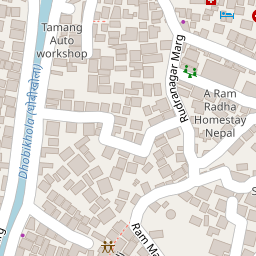 Tamang
Auto
workshop
Rudranagar Marg
A Ram
Radha
Homestay
Nepal
Dhobikhola (धोबीखोला)
Ram Ma